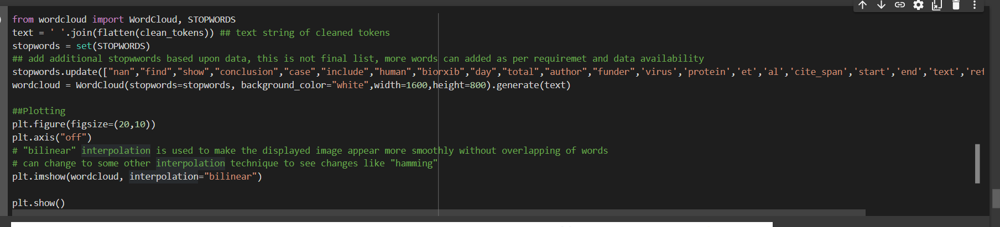 from wordcloud import WordCloud, STOPWORDS
text = ' '.join(flatten(clean_tokens)) ## text string of cleaned tokens
stopwords = set(STOPWORDS)
## add additional stopwwords based upon data, this is not final list, more words can added as per requiremet and data availability
stopwords.update(["nan","find","show","conclusion","case","include","human","biorxib","day","total","author","funder",'virus','protein','et','al','cite_span','start','end','text','ref
wordcloud = WordCloud(stopwords=stopwords, background_color="white",width=1600,height=800).generate(text)
##Plotting
plt.figure(figsize=(20,10))
plt.axis("off")
# "bilinear" interpolation is used to make the displayed image appear more smoothly without overlapping of words
# can change to some other interpolation technique to see changes like "hamming"
plt.imshow(wordcloud, interpolation="bilinear")
plt.show()